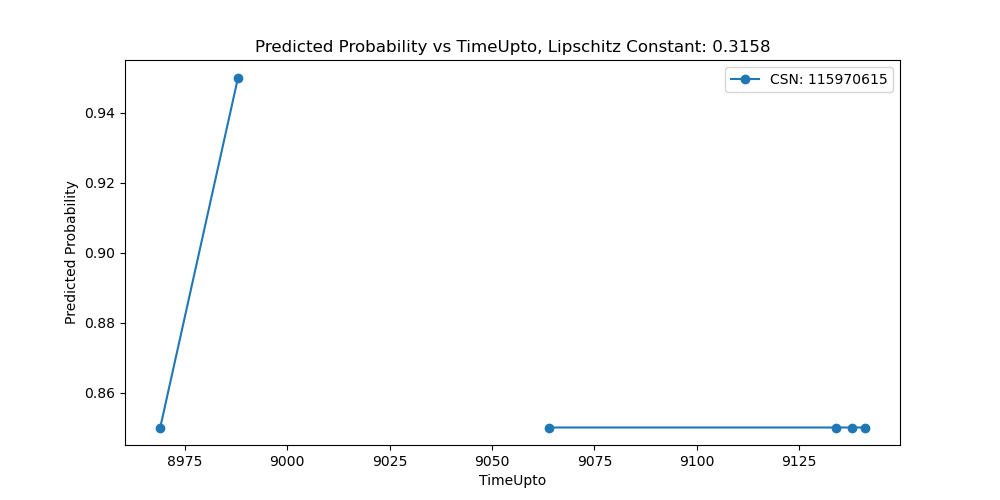 Predicted Probability vs TimeUpto, Lipschitz Constant: 0.3158
CSN: 115970615
Predicted Probability
0.94
0.92
0.90
0.88
0.86
8975 9000 9025 9050 9075 9100 9125
TimeUpto